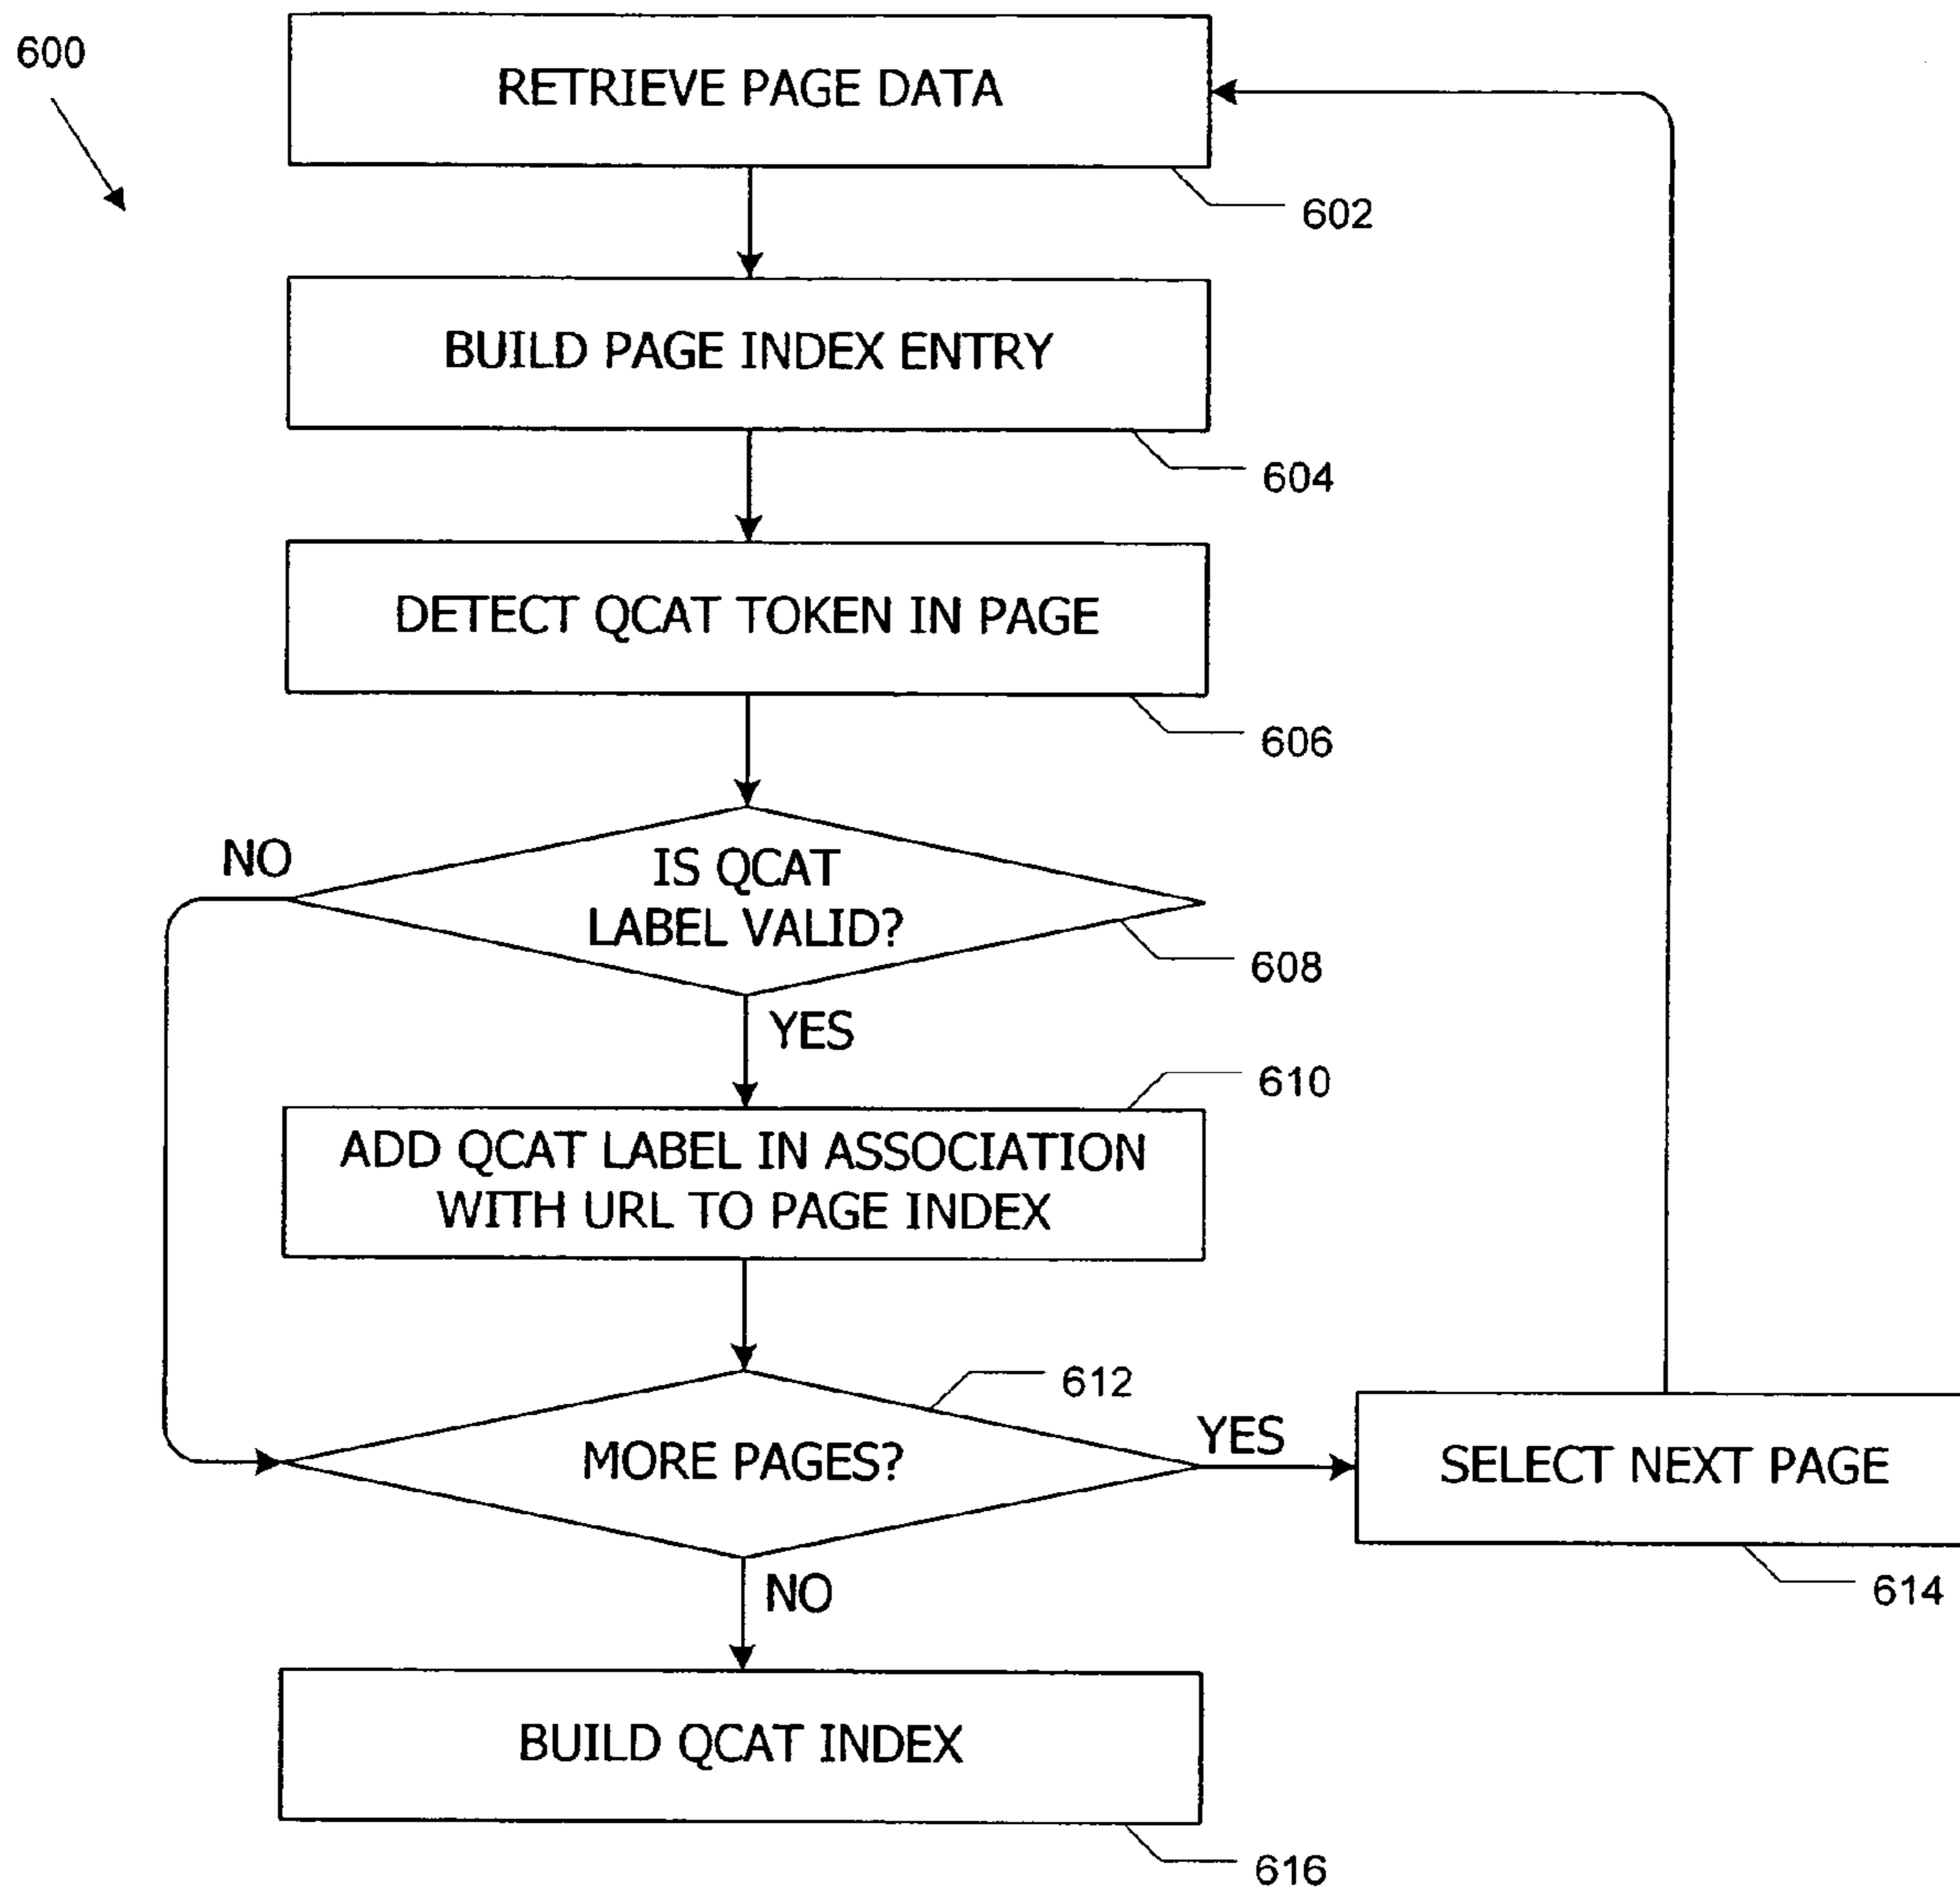 600
RETRIEVE PAGE DATA
602
BUILD PAGE INDEX ENTRY
604
DETECT QCAT TOKEN IN PAGE
606
NO
IS QCAT
LABEL VALID?
608
YES
610
ADD QCAT LABEL IN ASSOCIATION
WITH URL TO PAGE INDEX
612
MORE PAGES?
YES
SELECT NEXT PAGE
614
NO
BUILD QCAT INDEX
616